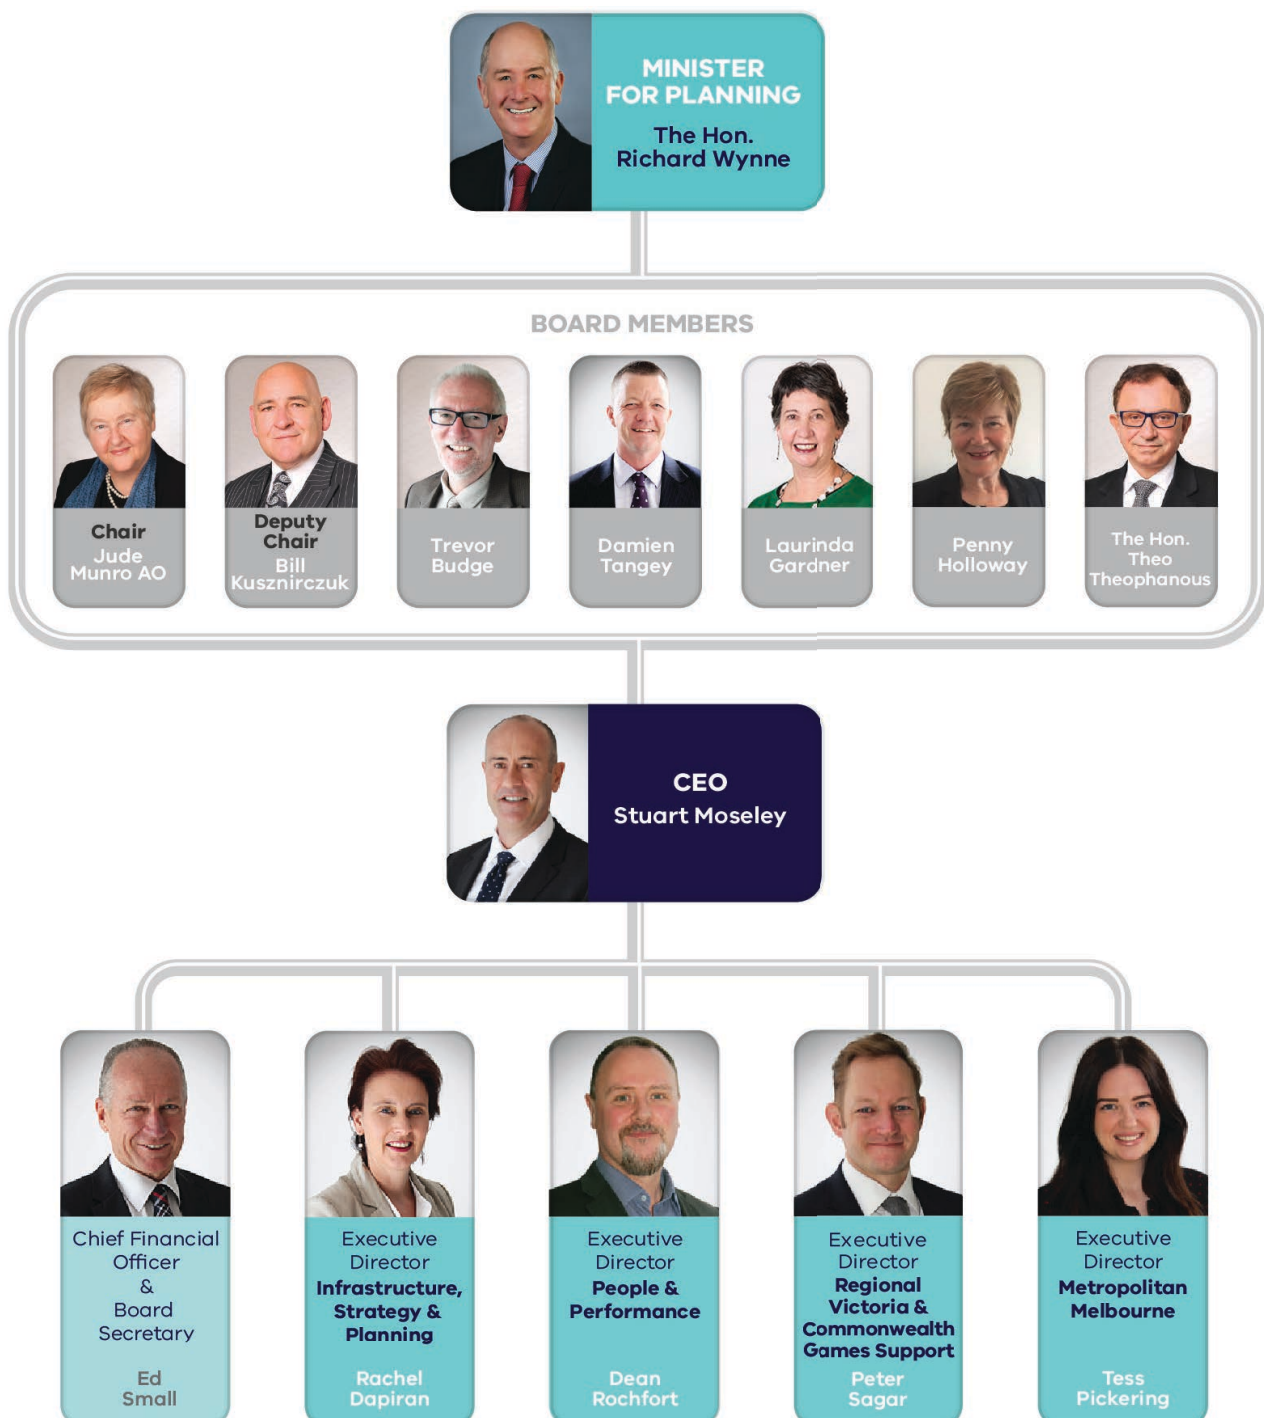 MINISTER
FOR PLANNING
The Hon.
Richard Wynne
BOARD MEMBERS
Chair
Jude
Munro AO
Deputy
Chair
Bill
Kusznirczuk
Trevor
Budge
Damien
Tangey
Laurinda
Gardner
Penny
Holloway
The Hon.
Theo
Theophanous
CEO
Stuart Moseley
Chief Financial
Officer
&
Board
Secretary
Ed
Small
Executive
Director
Infrastructure,
Strategy &
Planning
Rachel
Dapiran
Executive
Director
People &
Performance
Dean
Rochfort
Executive
Director
Regional
Victoria &
Commonwealth
Games Support
Peter
Sagar
Executive
Director
Metropolitan
Melbourne
Tess
Pickering